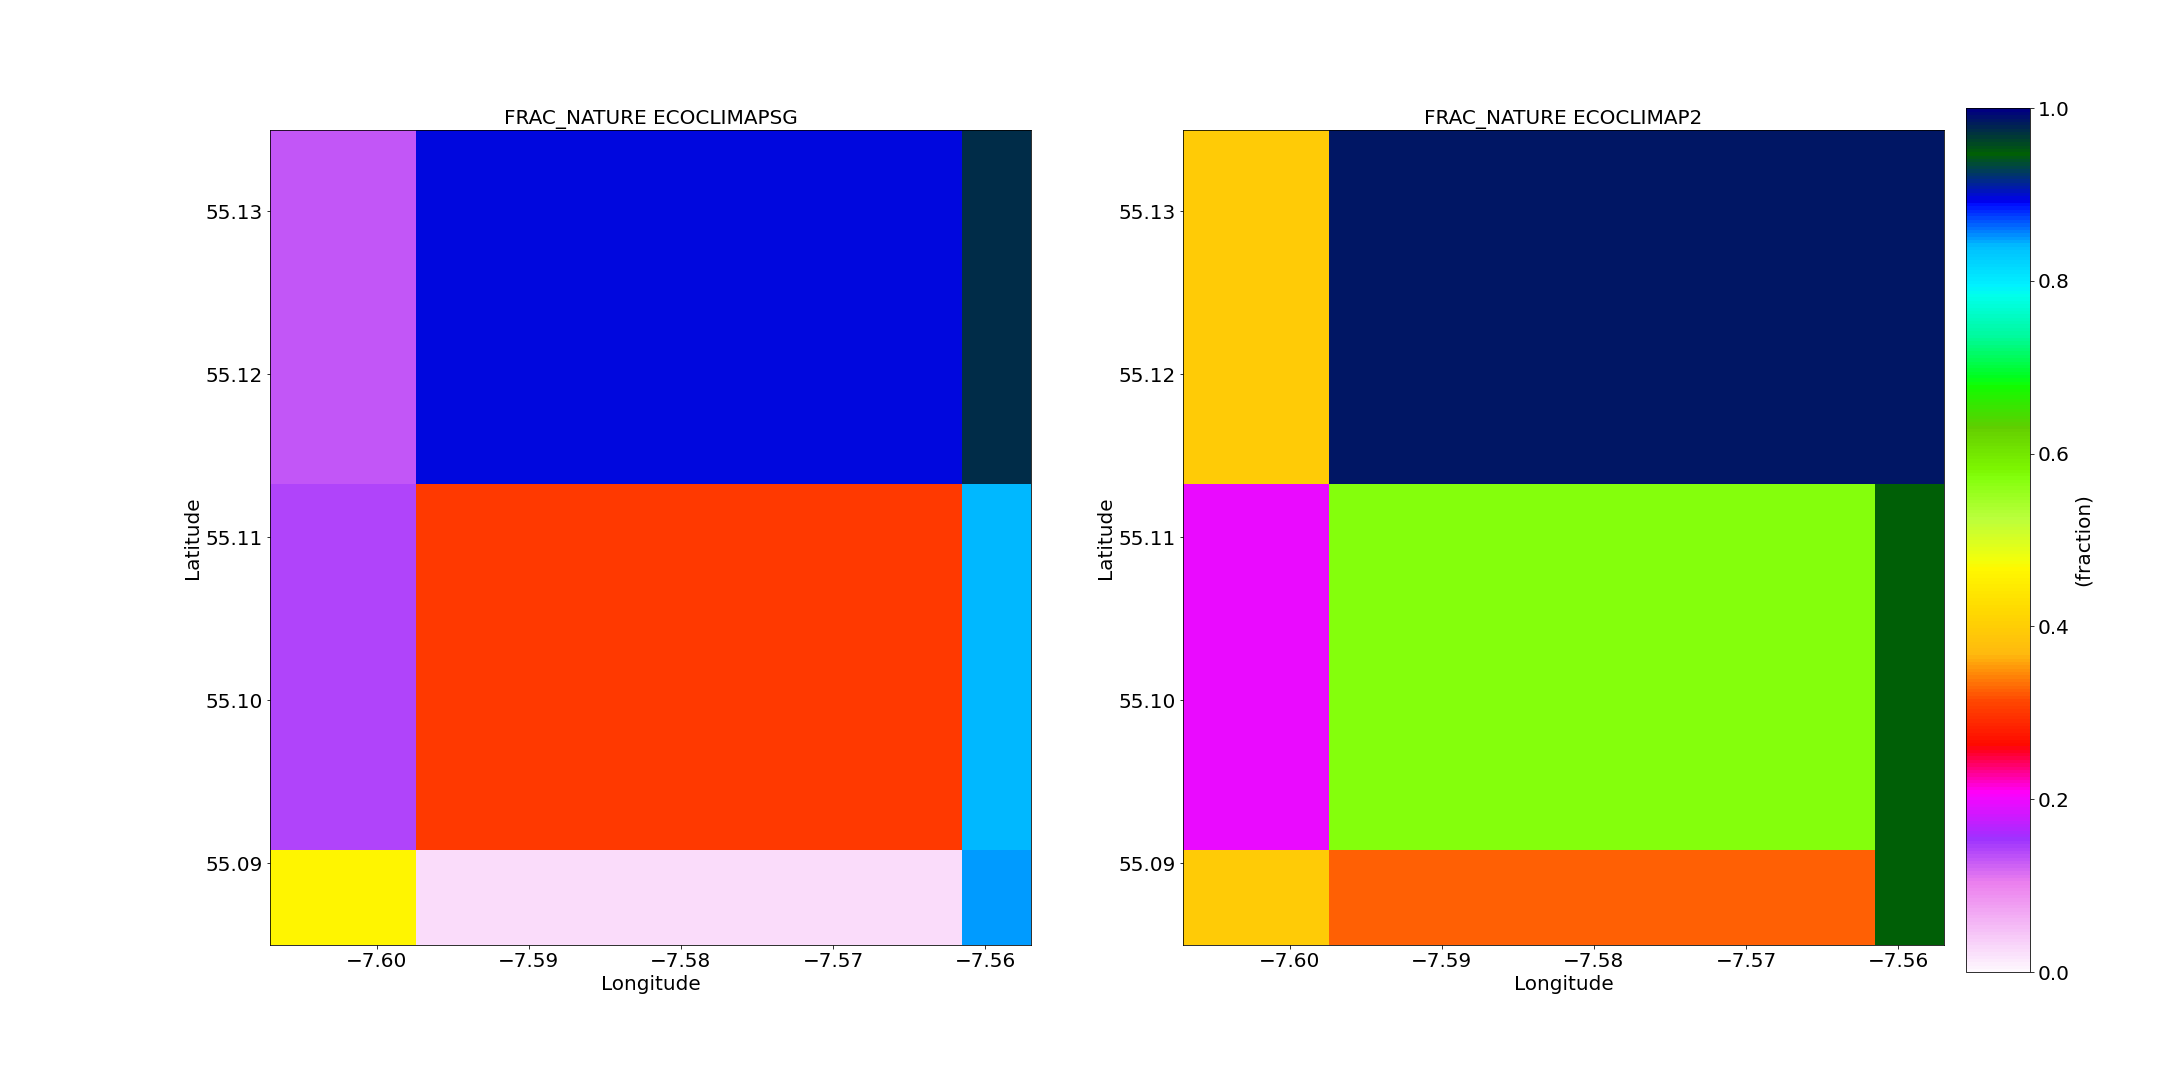 FRAC_NATURE ECOCLIMAPSG
55.13
55.12
55.11
55.10
55.09
Latitude
−7.60 −7.59 −7.58 −7.57 −7.56
Longitude
FRAC_NATURE ECOCLIMAP2
55.13
55.12
55.11
55.10
55.09
Latitude
−7.60 −7.59 −7.58 −7.57 −7.56
Longitude
1.0
0.8
0.6
0.4
0.2
0.0
(fraction)